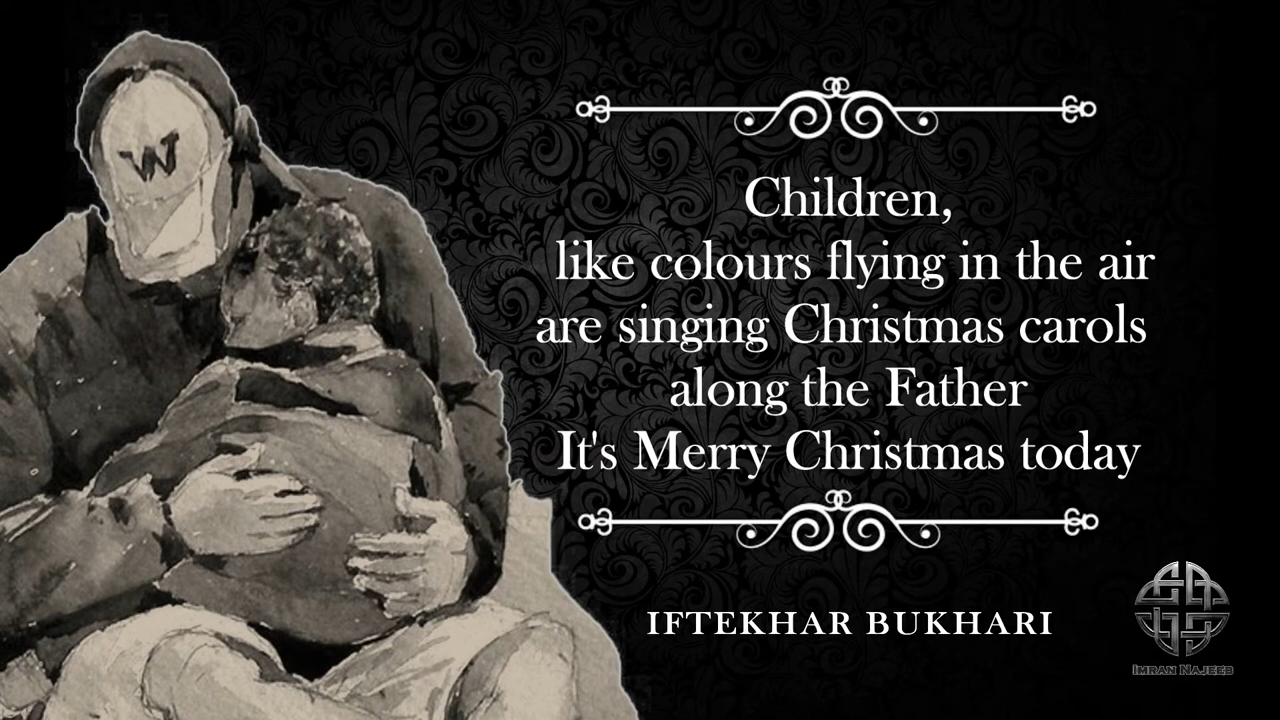 W
Children,
like colours flying in the air
are singing Christmas carols
along the Father
It's Merry Christmas today
IFTEKHAR BUKHARI
IMRAN NAJEEB